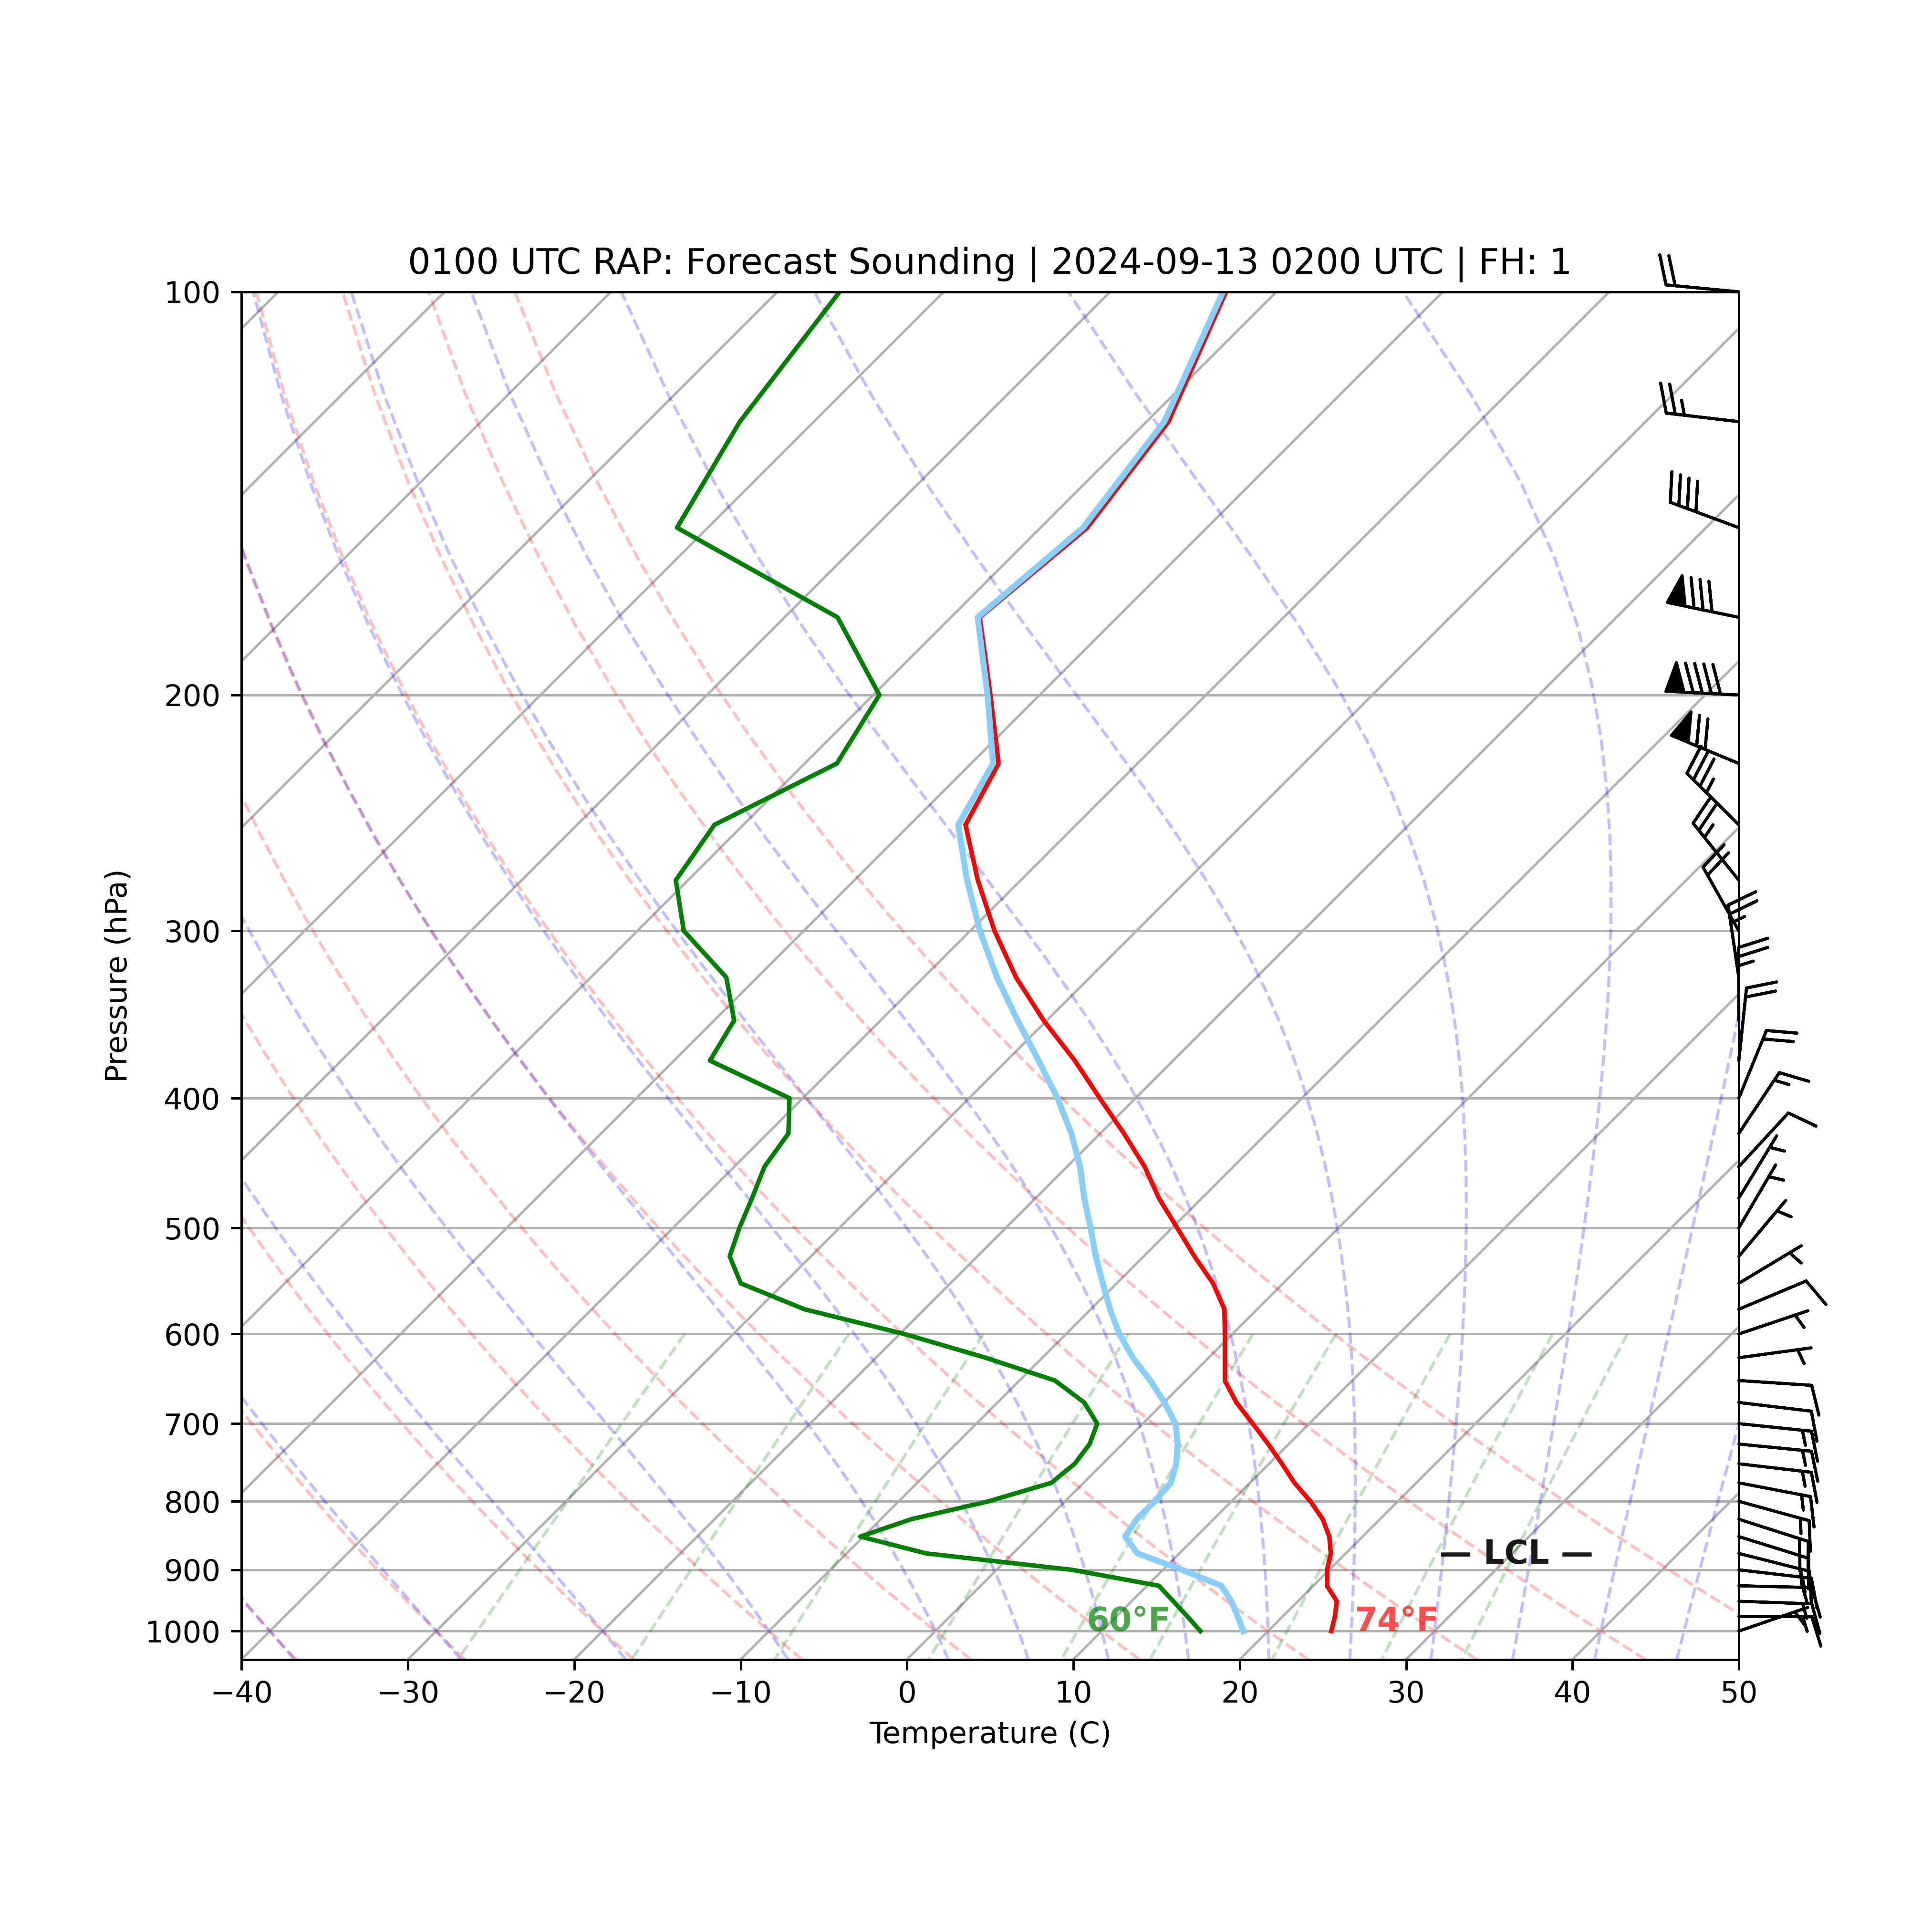 0100 UTC RAP: Forecast Sounding | 2024-09-13 0200 UTC | FH: 1
100
200
300
400
500
600
700
800
900
1000
Pressure (hPa)
— LCL —
60°F
74°F
−40 −30 −20 −10 0 10 20 30 40 50
Temperature (C)